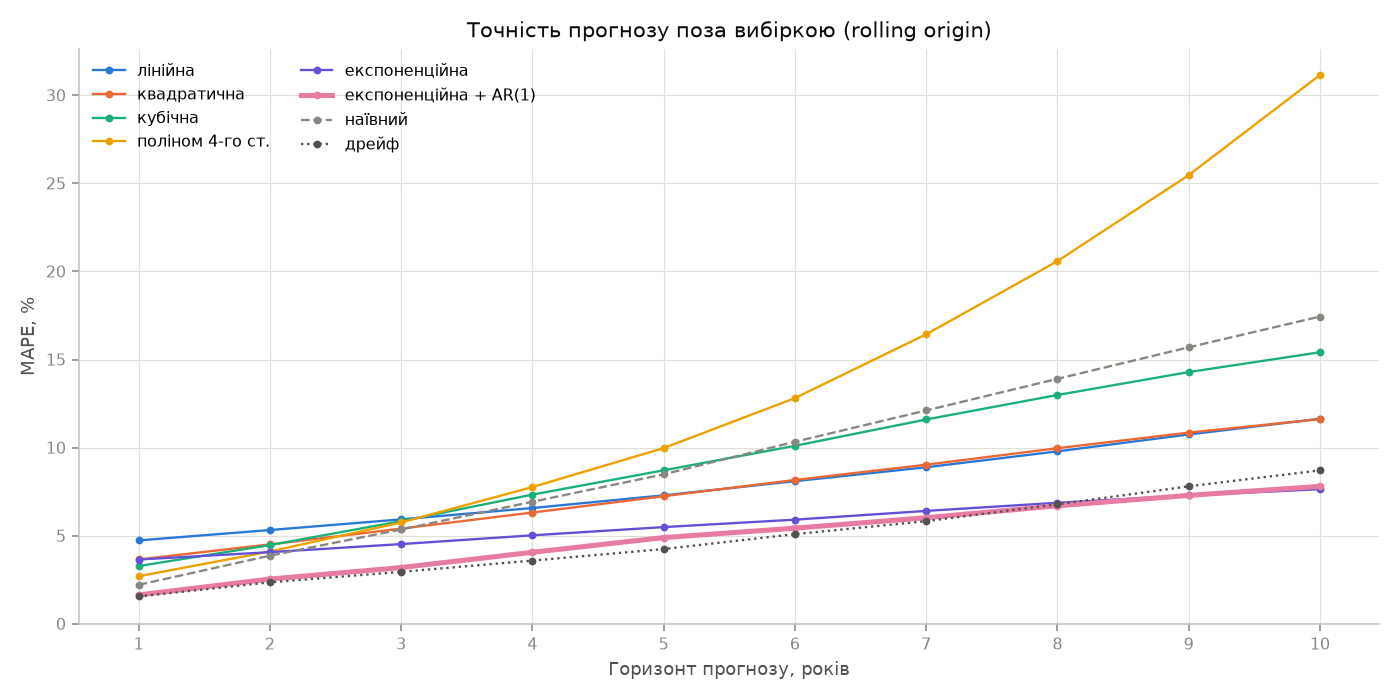 Точність прогнозу поза вибіркою (rolling origin)
лінійна
квадратична
кубічна
поліном 4-го ст.
експоненційна
експоненційна + AR(1)
наївний
дрейф
MAPE, %
30
25
20
15
10
5
0
1 2 3 4 5 6 7 8 9 10
Горизонт прогнозу, років